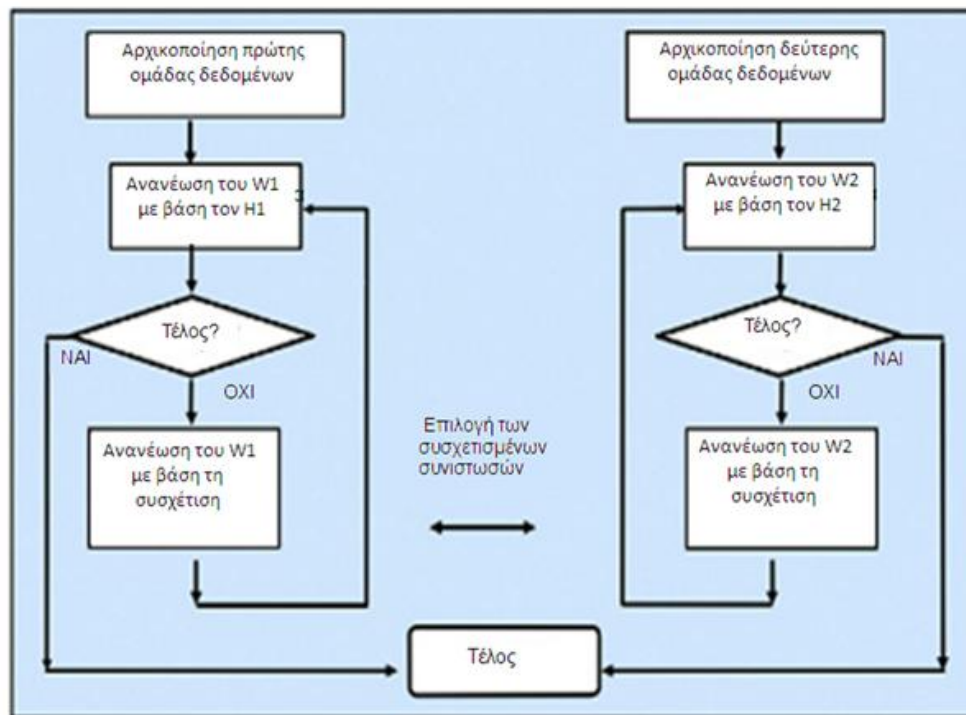 Αρχικοποίηση πρώτης
ομάδας δεδομένων
Ανανέωση του W1
με βάση τον H1
Τέλος?
ΝΑΙ
ΟΧΙ
Ανανέωση του W1
με βάση τη
συσχέτιση
Επιλογή των
συσχετισμένων
συνιστωσών
Αρχικοποίηση δεύτερης
ομάδας δεδομένων
Ανανέωση του W2
με βάση τον H2
Τέλος?
ΝΑΙ
ΟΧΙ
Ανανέωση του W2
με βάση τη
συσχέτιση
Τέλος